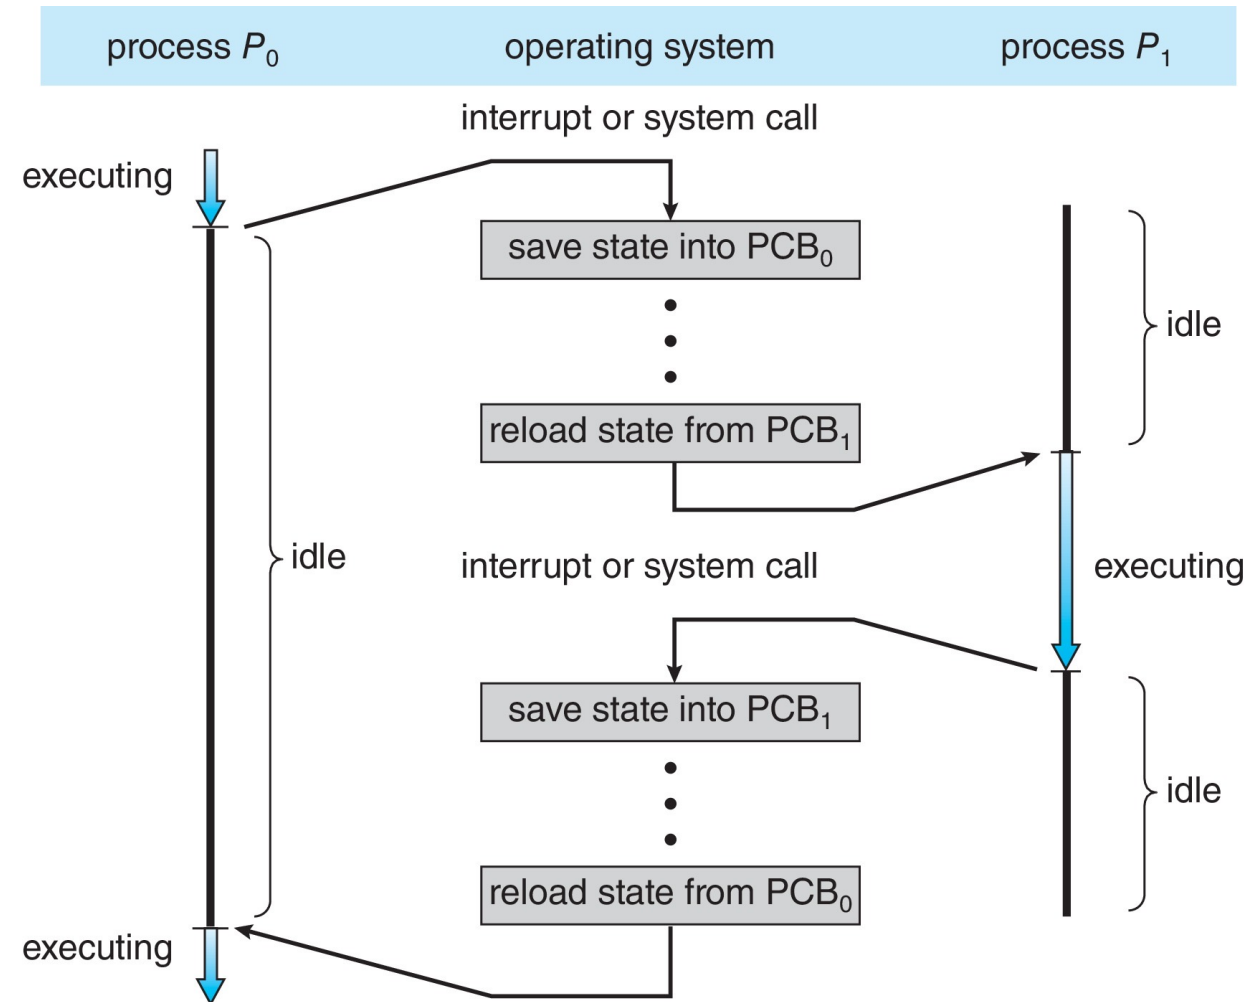 process P0
operating system
process P1
interrupt or system call
executing
save state into PCB0
idle
reload state from PCB1
idle
interrupt or system call
executing
save state into PCB1
idle
reload state from PCB0
executing